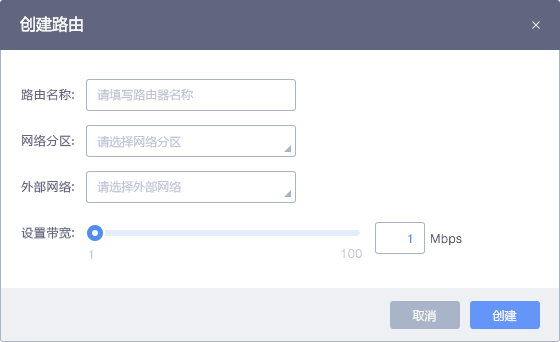 创建路由
路由名称: 请填写路由器名称
网络分区: 请选择网络分区
外部网络: 请选择外部网络
设置带宽: 1 Mbps
1 100
取消 创建